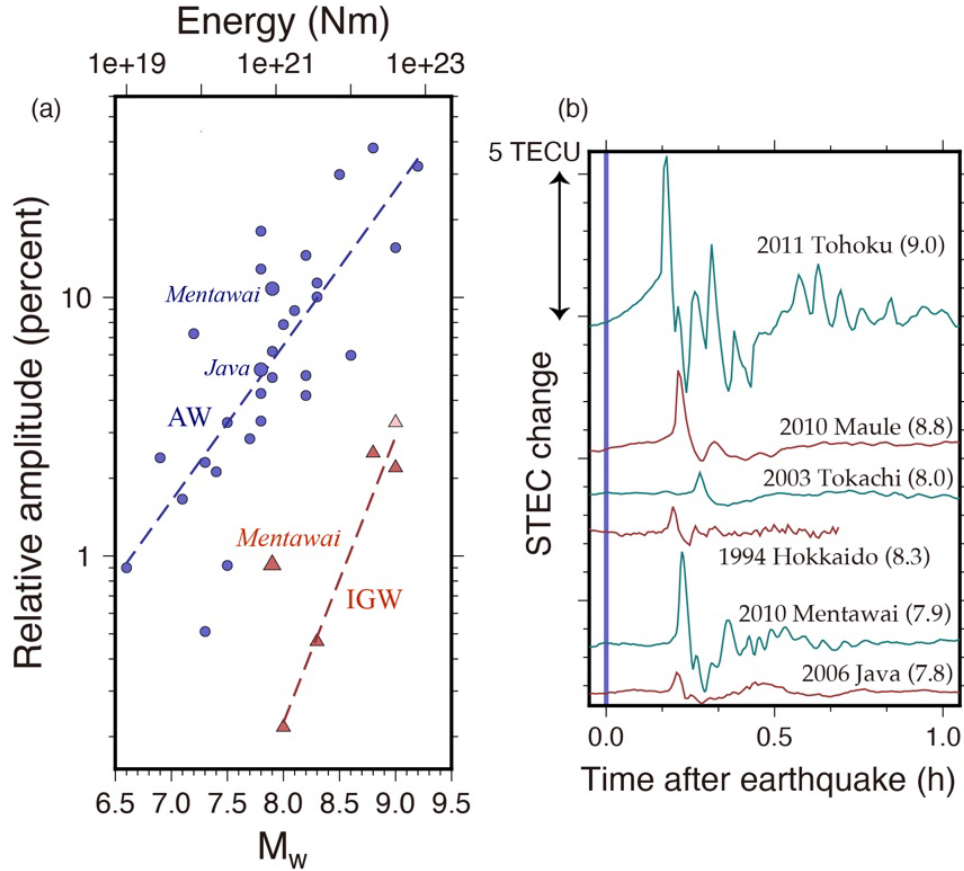 Energy (Nm)
1e+19 1e+21 1e+23
(a)
Relative amplitude (percent)
10
1
Mentawai
Java
AW
Mentawai
IGW
6.5 7.0 7.5 8.0 8.5 9.0 9.5
Mw
(b)
5 TECU
STEC change
2011 Tohoku (9.0)
2010 Maule (8.8)
2003 Tokachi (8.0)
1994 Hokkaido (8.3)
2010 Mentawai (7.9)
2006 Java (7.8)
0.0 0.5 1.0
Time after earthquake (h)